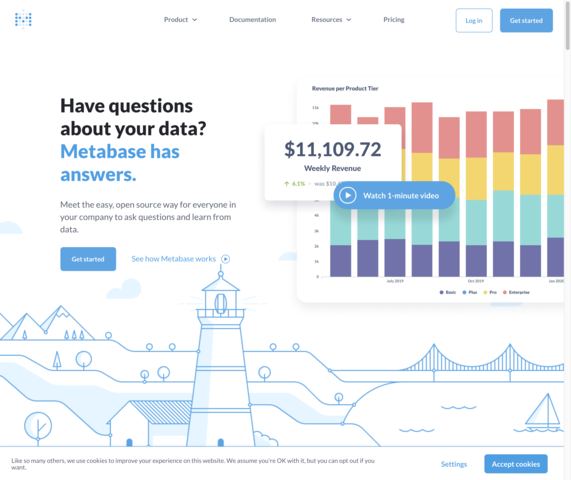 Product
Documentation
Resources
Pricing
Log in
Get started
Have questions
about your data?
Metabase has
answers.
Meet the easy, open source way for everyone in
your company to ask questions and learn from
data.
Get started
See how Metabase works
Revenue per Product Tier
$11,109.72
Weekly Revenue
6.1%
was $10
Watch 1-minute video
4k
3k
2k
1k
0
July 2019
Oct 2019
Jan 2020
Basic
Plus
Pro
Enterprise
Like so many others, we use cookies to improve your experience on this website. We assume you're OK with it, but you can opt out if you
want.
Settings
Accept cookies